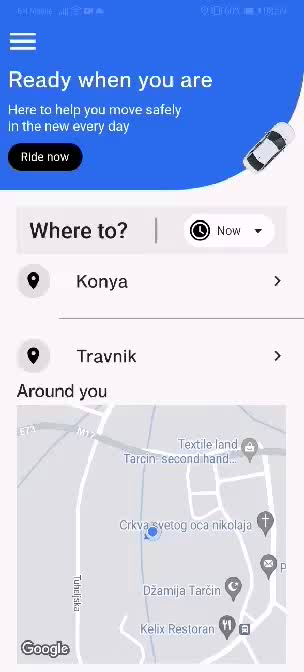 Ready when you are
Here to help you move safely
in the new every day
Ride now
Where to?
Now
Konya
Travnik
Around you
E73
M17
Textile land
Tarcin- second hand...
Crkva svetog oca nikolaja
P
Tuheljska
Džamija Tarčin
Kelix Restoran
Google